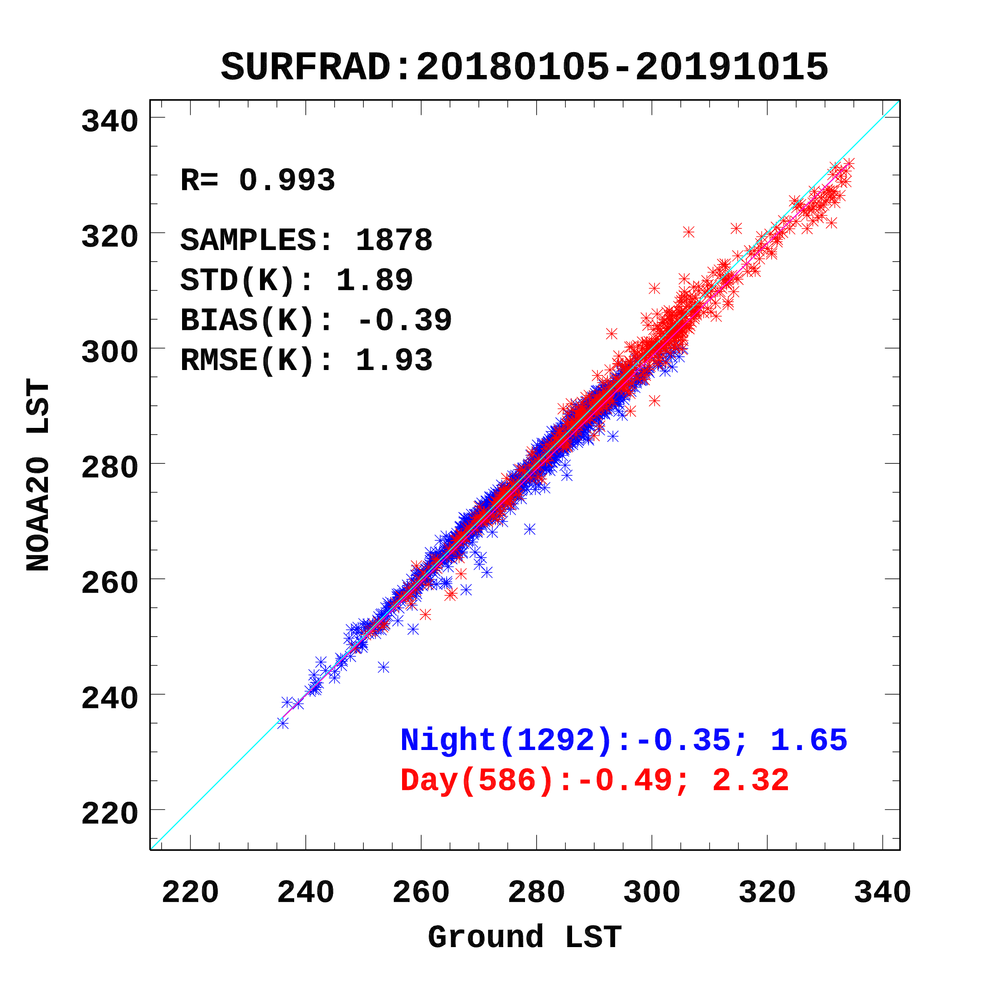 SURFRAD:20180105-20191015
340
320
300
280
260
240
220
R= 0.993
SAMPLES: 1878
STD(K): 1.89
BIAS(K): -0.39
RMSE(K): 1.93
NOAA20 LST
Night(1292):-0.35; 1.65
Day(586):-0.49; 2.32
220 240 260 280 300 320 340
Ground LST